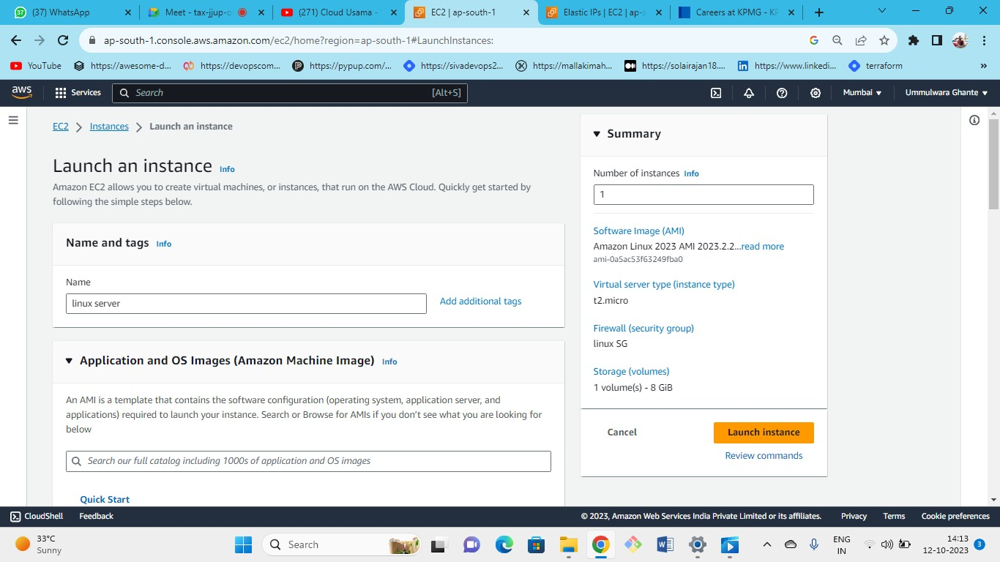 (37) WhatsApp
Meet - tax-jjup-o
(271) Cloud Usama -
EC2 | ap-south-1
Elastic IPs | EC2 | ap-s
Careers at KPMG - KP
ap-south-1.console.aws.amazon.com/ec2/home?region=ap-south-1#LaunchInstances:
YouTube
https://awesome-d...
https://devopscom...
https://pypup.com/...
https://sivadevops2...
https://mallakimah...
https://solairajan18....
https://www.linkedi...
terraform
aws
Services
Search
[Alt+S]
Mumbai
Ummulwara Ghante
EC2
Instances
Launch an instance
Launch an instance Info
Amazon EC2 allows you to create virtual machines, or instances, that run on the AWS Cloud. Quickly get started by
following the simple steps below.
Name and tags Info
Name
linux server
Add additional tags
Application and OS Images (Amazon Machine Image) Info
An AMI is a template that contains the software configuration (operating system, application server, and
applications) required to launch your instance. Search or Browse for AMIs if you don't see what you are looking for
below
Search our full catalog including 1000s of application and OS images
Quick Start
Summary
Number of instances Info
1
Software Image (AMI)
Amazon Linux 2023 AMI 2023.2.2...read more
ami-0a5ac53f63249fba0
Virtual server type (instance type)
t2.micro
Firewall (security group)
linux SG
Storage (volumes)
1 volume(s) - 8 GiB
Cancel
Launch instance
Review commands
CloudShell
Feedback
© 2023, Amazon Web Services India Private Limited or its affiliates.
Privacy
Terms
Cookie preferences
33°C
Sunny
Search
ENG
IN
14:13
12-10-2023
3